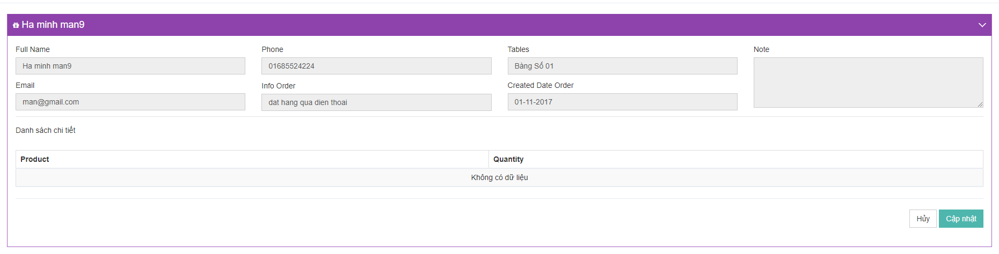 Ha minh man9
Full Name
Phone
Tables
Note
Ha minh man9
01685524224
Bàng Số 01
Email
Info Order
Created Date Order
man@gmail.com
dat hang qua dien thoai
01-11-2017
Danh sách chi tiết
Product
Quantity
Không có dữ liệu
Hủy
Cập nhật